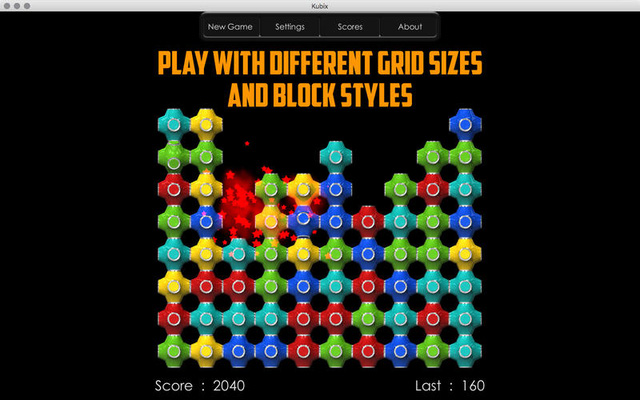 Kubix
New Game Settings Scores About
PLAY WITH DIFFERENT GRID SIZES
AND BLOCK STYLES
Score : 2040 Last : 160